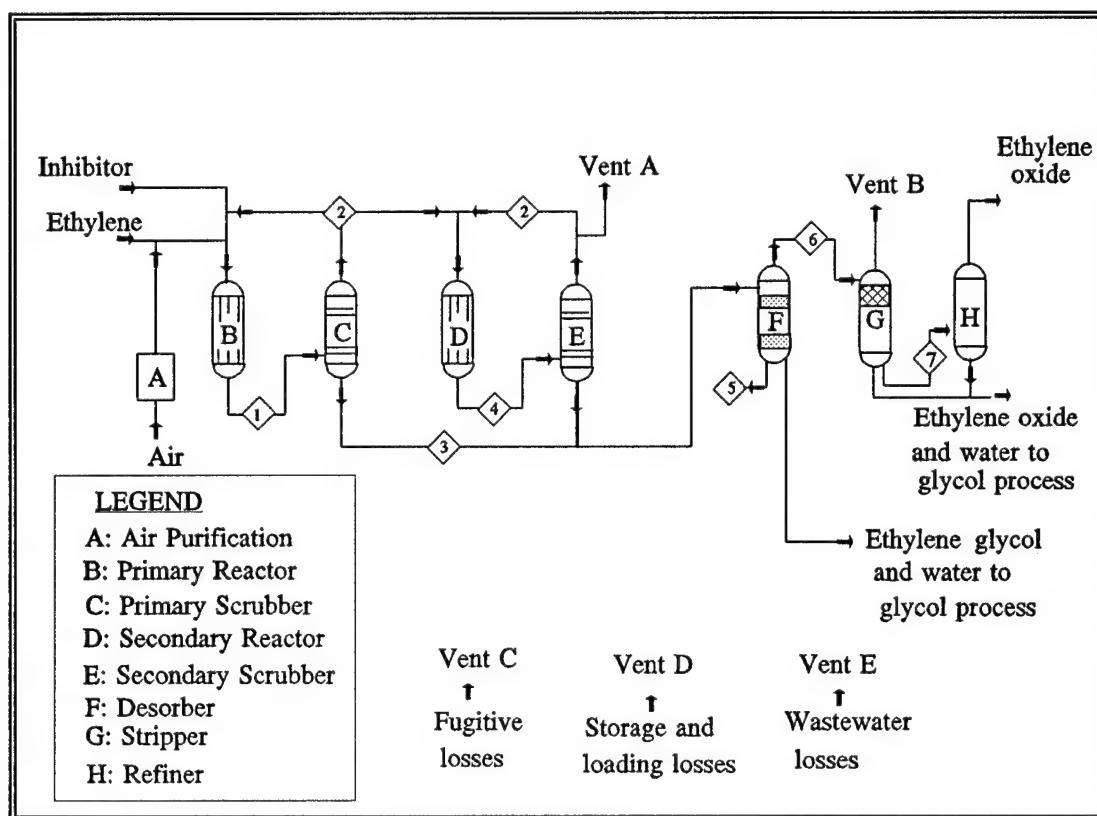 Inhibitor
Ethylene
2
2
Vent A
Vent B
Ethylene
oxide
6
A
B
C
D
E
F
G
H
1
4
5
7
3
Air
Ethylene oxide
and water to
glycol process
Ethylene glycol
and water to
glycol process
LEGEND
A: Air Purification
B: Primary Reactor
C: Primary Scrubber
D: Secondary Reactor
E: Secondary Scrubber
F: Desorber
G: Stripper
H: Refiner
Vent C
Fugitive
losses
Vent D
Storage and
loading losses
Vent E
Wastewater
losses